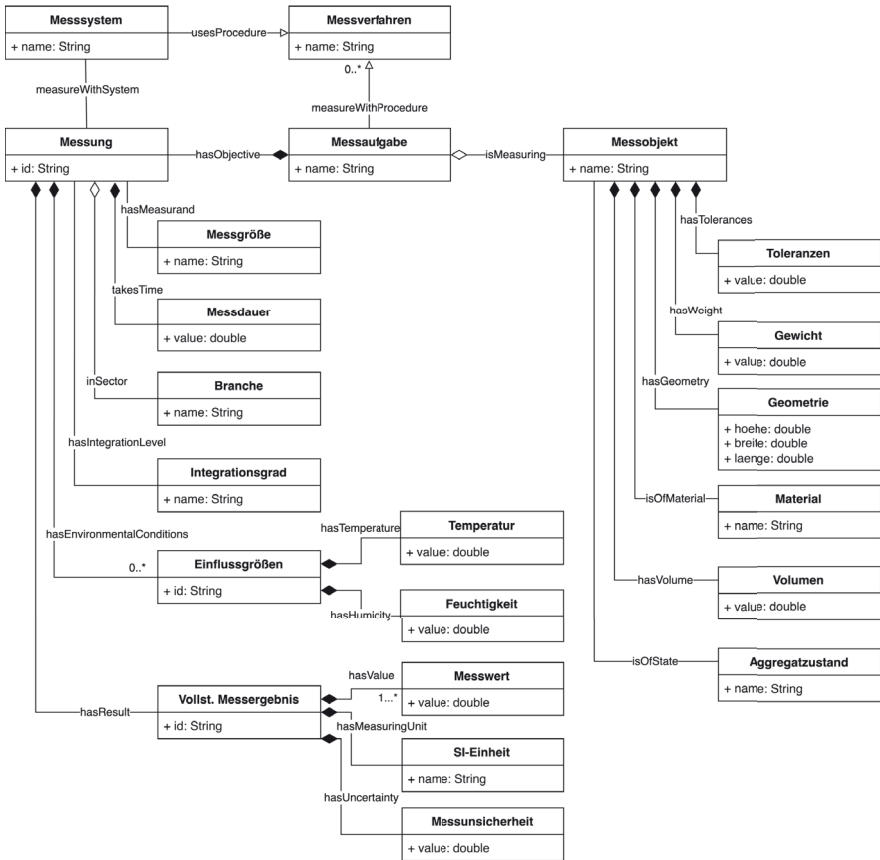 Messsystem
+ name: String
usesProcedure
Messverfahren
+ name: String
0..*
measureWithSystem
measureWithProcedure
Messung
+ id: String
hasObjective
Messaufgabe
+ name: String
isMeasuring
Messobjekt
+ name: String
hasMeasurand
Messgröße
+ name: String
takesTime
Messdauer
+ value: double
inSector
Branche
+ name: String
hasIntegrationLevel
Integrationsgrad
+ name: String
hasEnvironmentalConditions
0..*
Einflussgrößen
+ id: String
hasTemperature
Temperatur
+ value: double
hasHumicity
Feuchtigkeit
+ value: double
hasResult
Vollst. Messergebnis
+ id: String
hasValue
1...*
Messwert
+ value: double
hasMeasuringUnit
SI-Einheit
+ name: String
hasUncertainty
Messunsicherheit
+ value: double
hasTolerances
Toleranzen
+ value: double
hasWeight
Gewicht
+ value: double
hasGeometry
Geometrie
+ hoehe: double
+ breite: double
+ laenge: double
isOfMaterial
Material
+ name: String
hasVolume
Volumen
+ value: double
isOfState
Aggregatzustand
+ name: String